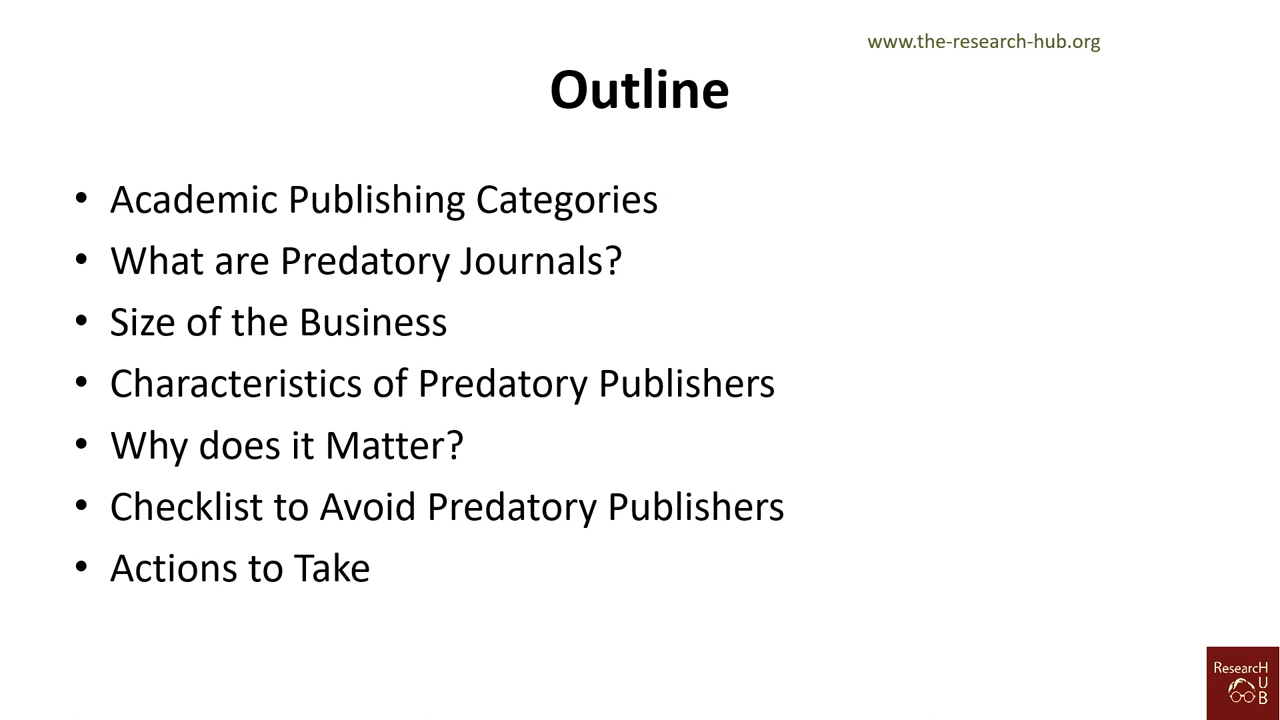 www.the-research-hub.org
Outline
• Academic Publishing Categories
• What are Predatory Journals?
• Size of the Business
• Characteristics of Predatory Publishers
• Why does it Matter?
• Checklist to Avoid Predatory Publishers
• Actions to Take
ResearcH
U
B